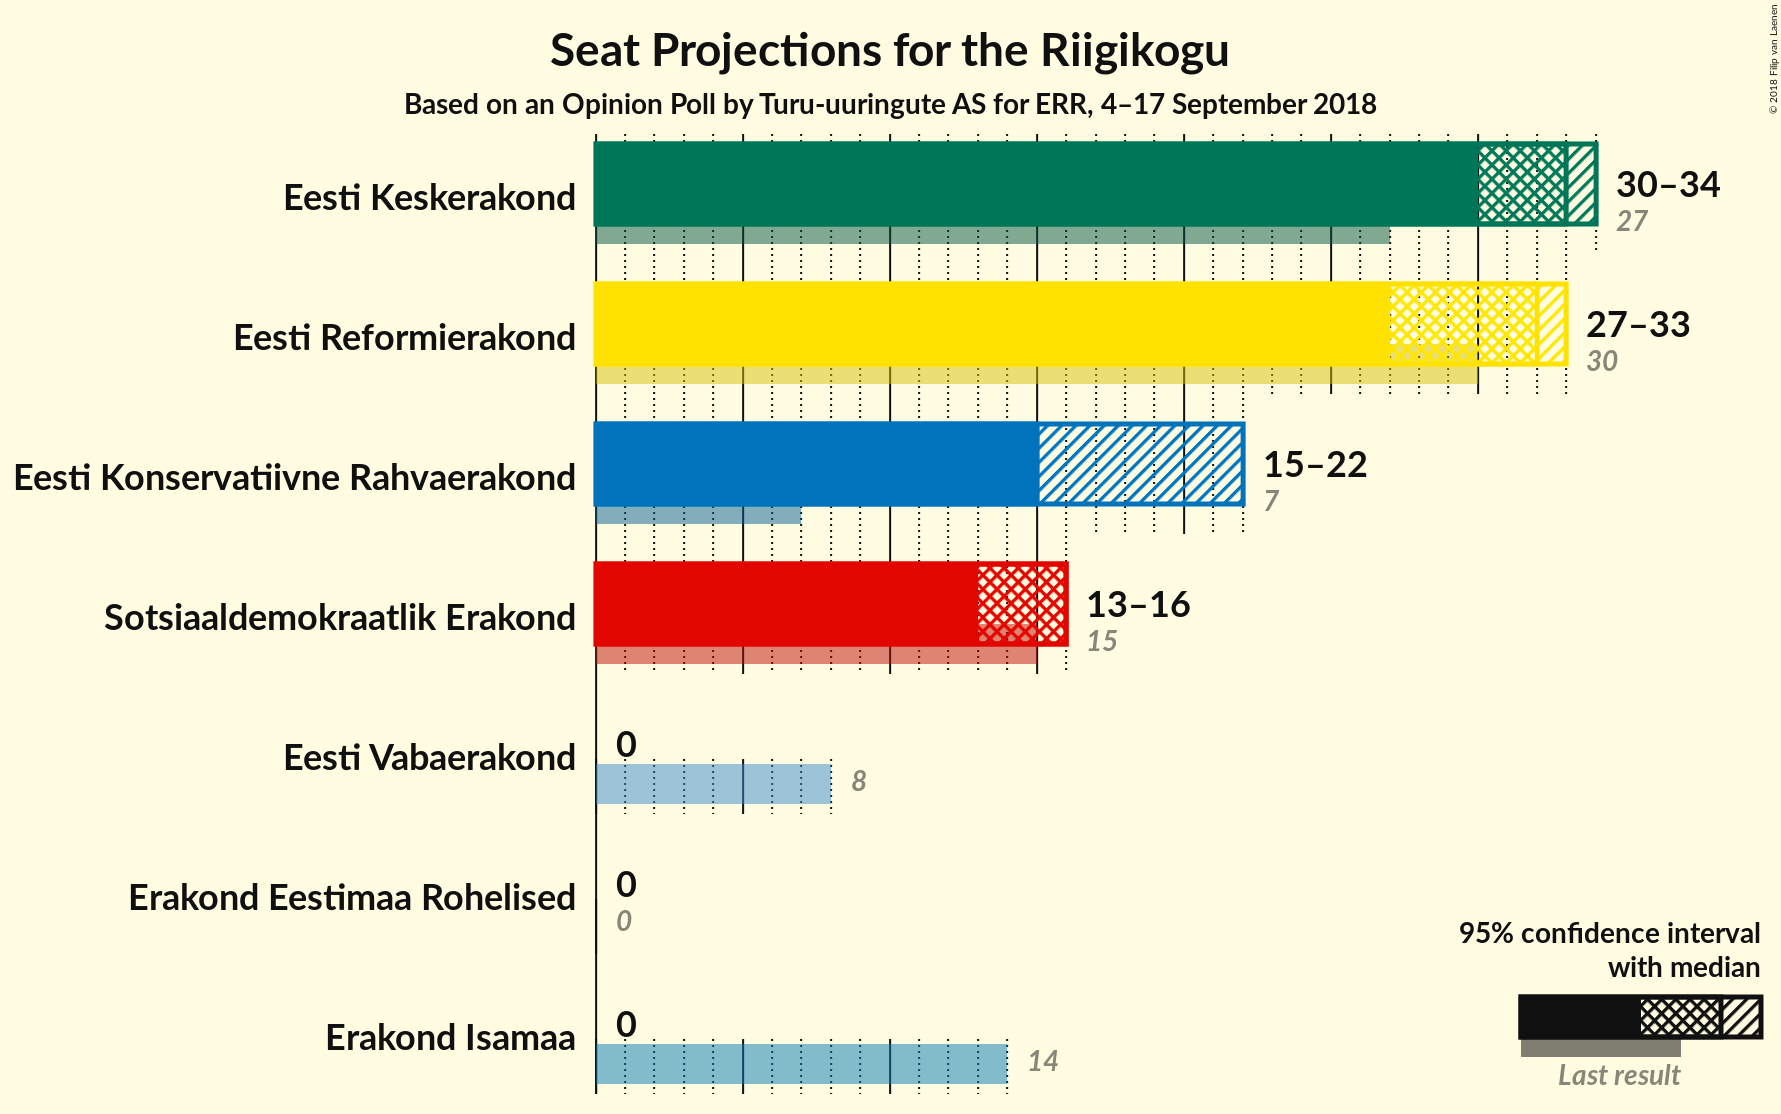 Seat Projections for the Riigikogu
Based on an Opinion Poll by Turu-uuringute AS for ERR, 4–17 September 2018
© 2018 Filip van Laenen
Eesti Keskerakond
30–34
27
Eesti Reformierakond
27–33
30
Eesti Konservatiivne Rahvaerakond
15–22
7
Sotsiaaldemokraatlik Erakond
13–16
15
Eesti Vabaerakond
0
8
Erakond Eestimaa Rohelised
0
0
Erakond Isamaa
0
14
95% confidence interval
with median
Last result